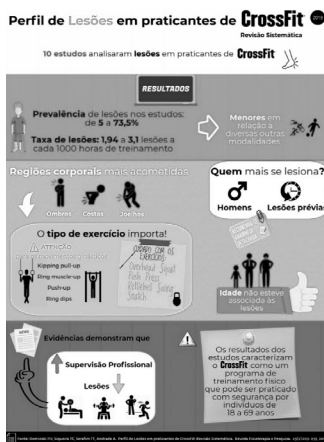 Perfil de Lesões em praticantes de CrossFit
Revisão Sistemática
10 estudos analisaram lesões em praticantes de CrossFit
RESULTADOS
Prevalência de lesões nos estudos:
de 5 a 73,5%
Taxa de lesões: 1,94 a 3,1 lesões a
cada 1000 horas de treinamento
Menores em
relação a
diversas outras
modalidades
Regiões corporais mais acometidas
Ombros Costas Joelhos
Quem mais se lesiona?
Homens Lesões prévias
O tipo de exercício importa!
ATENÇÃO
Kipping pull-up
Ring muscle-up
Push-up
Ring dips
CUIDADO COM OS
EXERCÍCIOS:
Overhead Squat
Push Press
Kettlebell Swing
Snatch
Idade não esteve
associada às
lesões
Evidências demonstram que
Supervisão Profissional
Lesões
Os resultados dos
estudos caracterizam
o CrossFit como um
programa de
treinamento físico
que pode ser praticado
com segurança por
indivíduos de
18 a 69 anos